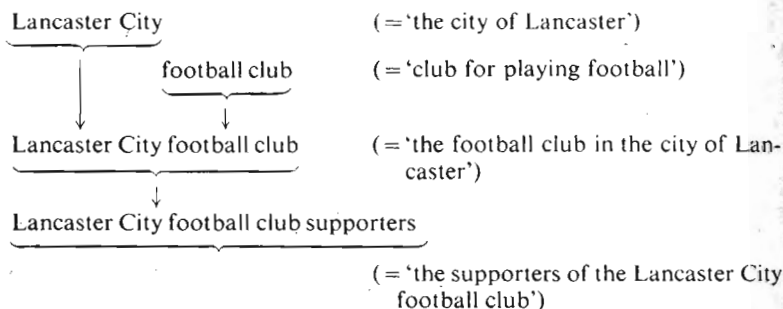 Lancaster City (= ‘the city of Lancaster’)
football club (= ‘club for playing football’)
Lancaster City football club (= ‘the football club in the city of Lan-
caster’)
Lancaster City football club supporters
(= ‘the supporters of the Lancaster City
football club’)